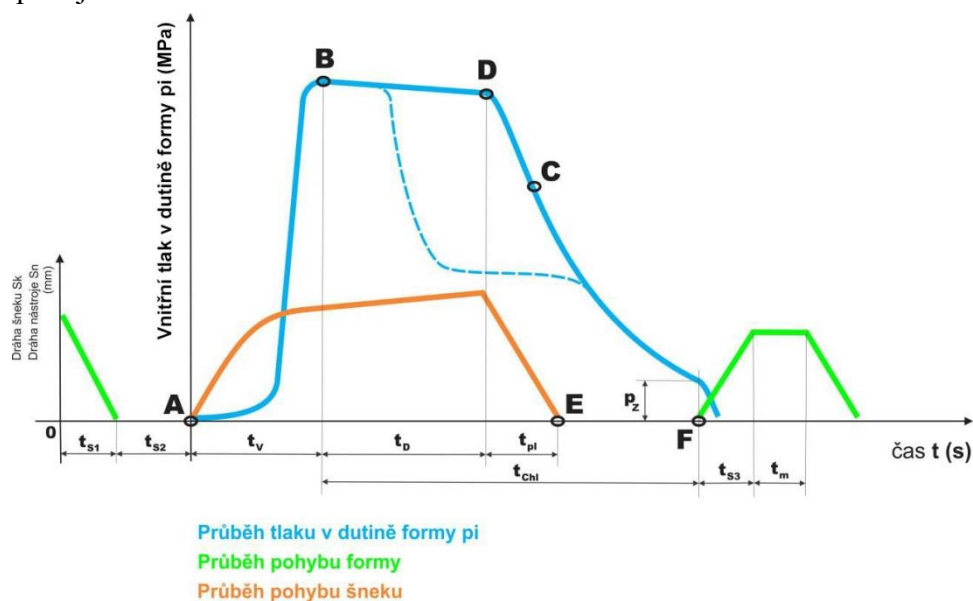 Vnitřní tlak v dutině formy pi (MPa)
Dráha šneku Sk
Dráha nástroje Sn
(mm)
B
D
C
A
E
F
0
p_z
t_S1
t_S2
t_V
t_D
t_pl
t_Chl
t_S3
t_m
čas t (s)
Průběh tlaku v dutině formy pi
Průběh pohybu formy
Průběh pohybu šneku